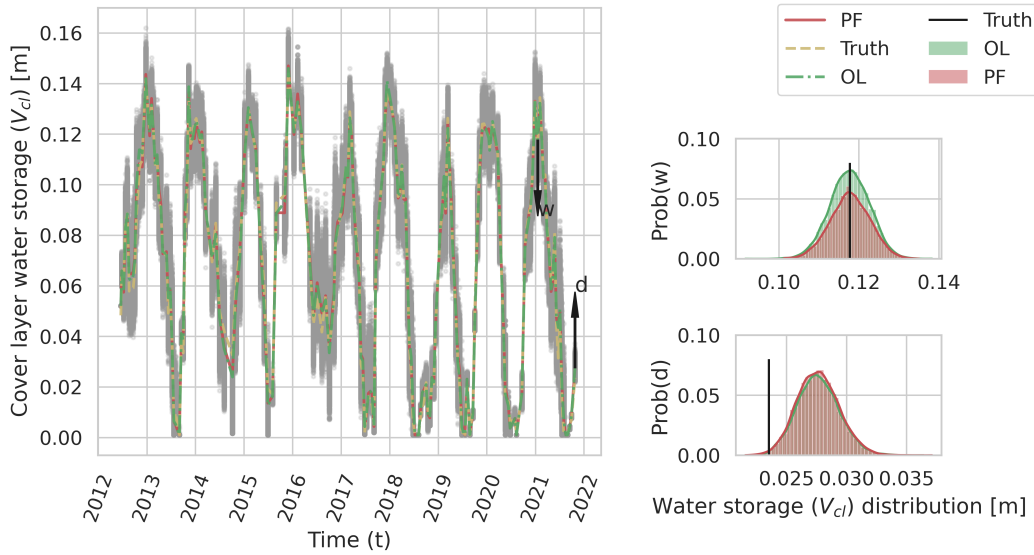 Cover layer water storage (Vcl) [m]
0.16
0.14
0.12
0.10
0.08
0.06
0.04
0.02
0.00
w
d
2012
2013
2014
2015
2016
2017
2018
2019
2020
2021
2022
Time (t)
PF
Truth
OL
Truth
OL
PF
Prob(w)
0.10
0.05
0.00
0.10
0.12
0.14
Prob(d)
0.10
0.05
0.00
0.025
0.030
0.035
Water storage (Vcl) distribution [m]